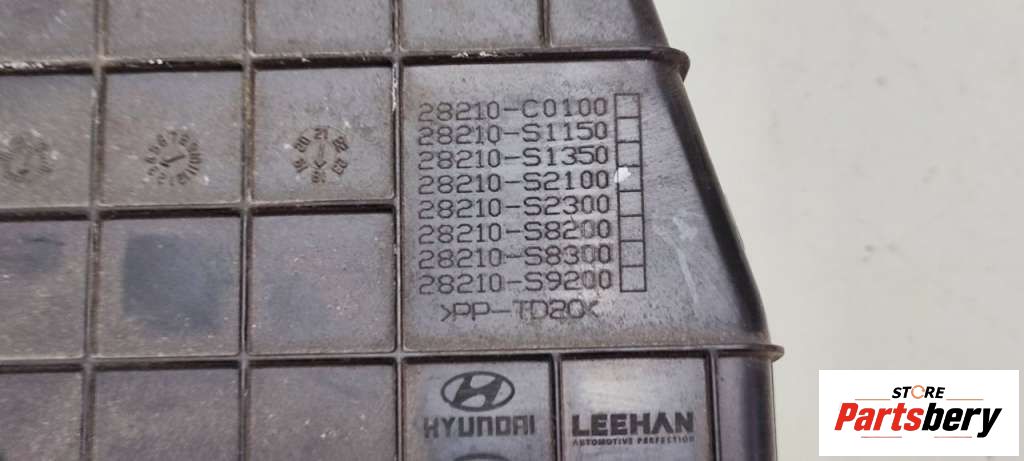 28210-C0100
28210-S1150
28210-S1350
28210-S2100
28210-S2300
28210-S8200
28210-S8300
28210-S9200
>PP-TD20<
HYUNDAI
LEEHAN
AUTOMOTIVE PERFECTION
STORE
Partsbery